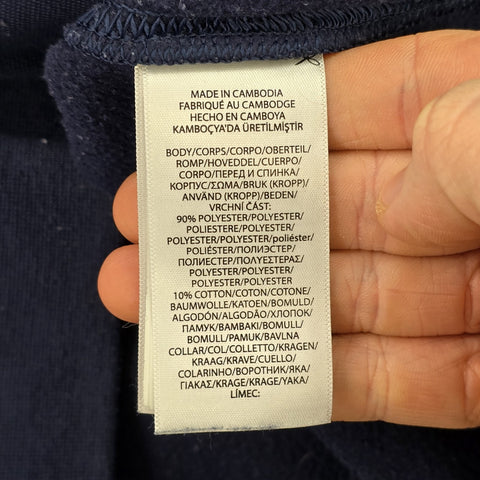 MADE IN CAMBODIA
FABRIQUÉ AU CAMBODGE
HECHO EN CAMBOYA
KAMBOÇYA'DA ÜRETİLMİŞTİR
BODY/CORPS/CORPO/OBERTEIL/
ROMP/HOVEDDEL/CUERPO/
CORPO/ПЕРЕД И СПИНКА/
КОРПУС/ΣΩΜΑ/BRUK (KROPP)/
ANVÄND (KROPP)/BEDEN/
VRCHNÍ ČÁST:
90% POLYESTER/POLYESTER/
POLIESTERE/POLYESTER/
POLYESTER/POLYESTER/poliéster/
POLIÉSTER/ПОЛИЭСТЕР/
ПОЛИЕСТЕР/ΠΟΛΥΕΣΤΕΡΑΣ/
POLYESTER/POLYESTER/
POLYESTER/POLYESTER
10% COTTON/COTON/COTONE/
BAUMWOLLE/KATOEN/BOMULD/
ALGODÓN/ALGODÃO/ХЛОПОК
ПАМУК/ΒΑΜΒΑΚΙ/BOMULL/
BOMULL/PAMUK/BAVLNA
COLLAR/COL/COLLETTO/KRAGEN/
KRAAG/KRAVE/CUELLO/
COLARINHO/ВОРОТНИК/ЯКА/
ΓΙΑΚΑΣ/KRAGE/KRAGE/YAKA/
LÍMEC: